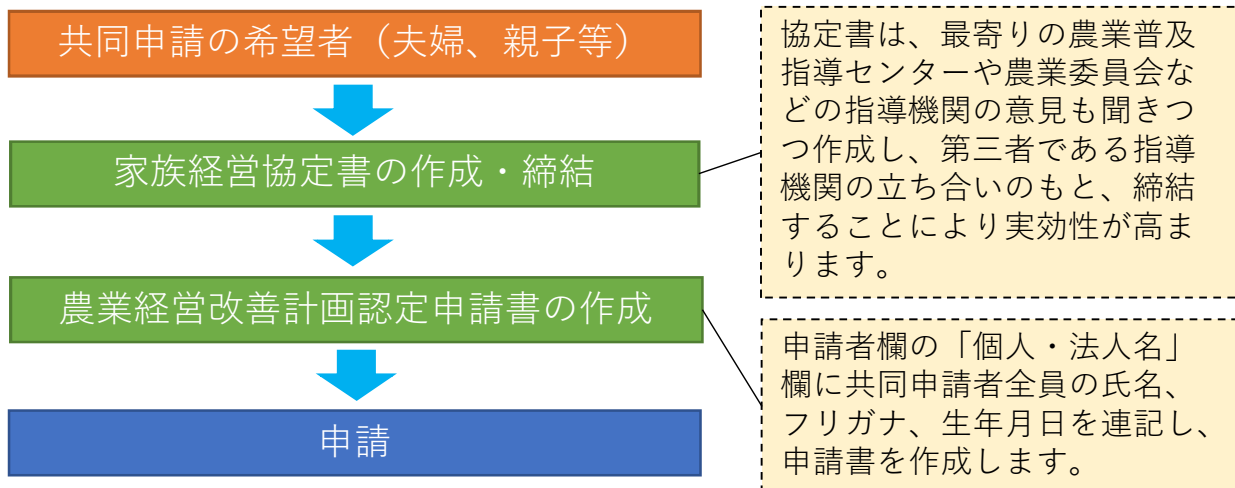 共同申請の希望者（夫婦、親子等）
家族経営協定書の作成・締結
農業経営改善計画認定申請書の作成
申請
協定書は、最寄りの農業普及
指導センターや農業委員会な
どの指導機関の意見も聞きつ
つ作成し、第三者である指導
機関の立ち合いのもと、締結
することにより実効性が高ま
ります。
申請者欄の「個人・法人名」
欄に共同申請者全員の氏名、
フリガナ、生年月日を連記し、
申請書を作成します。